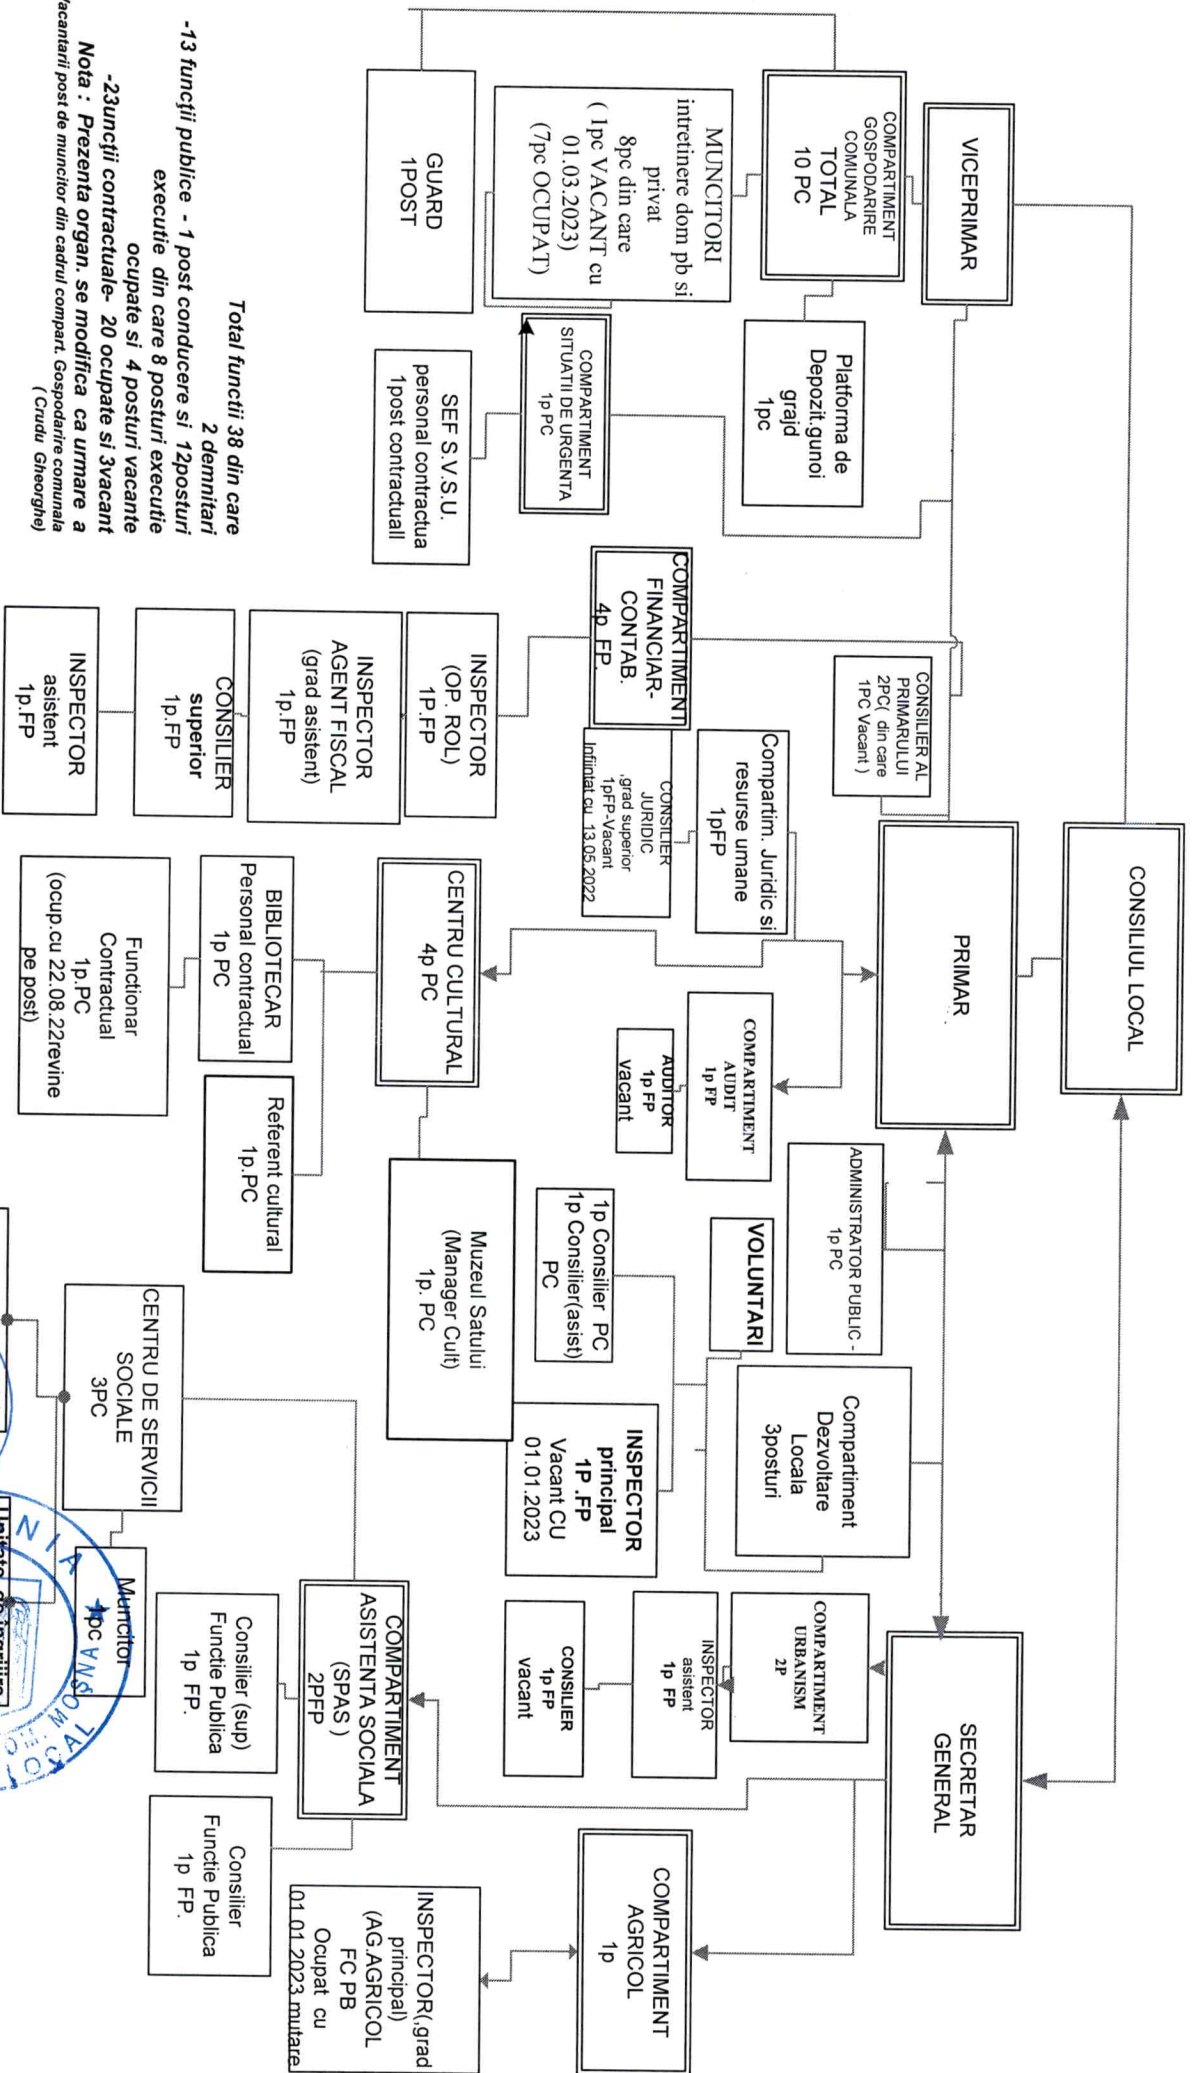 CONSILIUL LOCAL
VICEPRIMAR
PRIMAR
SECRETAR
GENERAL
COMPARTIMENT
GOSPODARIRE
COMUNALA
TOTAL
10 PC
CONSILIER AL
PRIMARULUI
2PC( din care
1PC Vacant )
ADMINISTRATOR PUBLIC -
1p PC
Compartiment
Dezvoltare
Locala
3posturi
COMPARTIMENT
URBANISM
2P
Platforma de
Depozit.gunoi
grajd
1pc
MUNCITORI
intretinere dom pb si
privat
8pc din care
( 1pc VACANT cu
01.03.2023)
(7pc OCUPAT)
Compartim. Juridic si
resurse umane
1pFP
COMPARTIMENT
AUDIT
1p FP
VOLUNTARI
INSPECTOR
asistent
1p FP
COMPARTIMENT
AGRICOL
1p
COMPARTIMENT
SITUATII DE URGENTA
1p PC
COMPARTIMENT
FINANCIAR-
CONTAB.
4p FP.
CONSILIER
JURIDIC
,grad superior
1pFP-Vacant
Infiintat cu 13.05.2022
AUDITOR
1p FP
vacant
1p Consilier PC
1p Consilier(asist)
PC
INSPECTOR
principal
1P .FP
Vacant CU
01.01.2023
CONSILIER
1p FP
vacant
GUARD
1POST
SEF S.V.S.U.
personal contractua
1post contractuall
INSPECTOR
(OP. ROL)
1P.FP
CENTRU CULTURAL
4p PC
Muzeul Satului
(Manager Cult)
1p. PC
COMPARTIMENT
ASISTENTA SOCIALA
(SPAS )
2PFP
INSPECTOR(,grad
principal)
(AG.AGRICOL
FC PB
Ocupat cu
01.01.2023 mutare
INSPECTOR
AGENT FISCAL
(grad asistent)
1p.FP
BIBLIOTECAR
Personal contractual
1p PC
Referent cultural
1p.PC
Consilier (sup)
Functie Publica
1p FP.
Consilier
Functie Publica
1p FP.
CONSILIER
superior
1p.FP
Functionar
Contractual
1p.PC
(ocup.cu 22.08.22revine
pe post)
CENTRU DE SERVICII
SOCIALE
3PC
Muncitor
1pc
INSPECTOR
asistent
1p.FP
Total functii 38 din care
2 demnitari
-13 funcţii publice - 1 post conducere si 12posturi
executie din care 8 posturi executie
ocupate si 4 posturi vacante
-23uncţii contractuale- 20 ocupate si 3vacant
Nota : Prezenta organ. se modifica ca urmare a
vacantarii post de muncitor din cadrul compart. Gospodarire comunala
( Crudu Gheorghe)